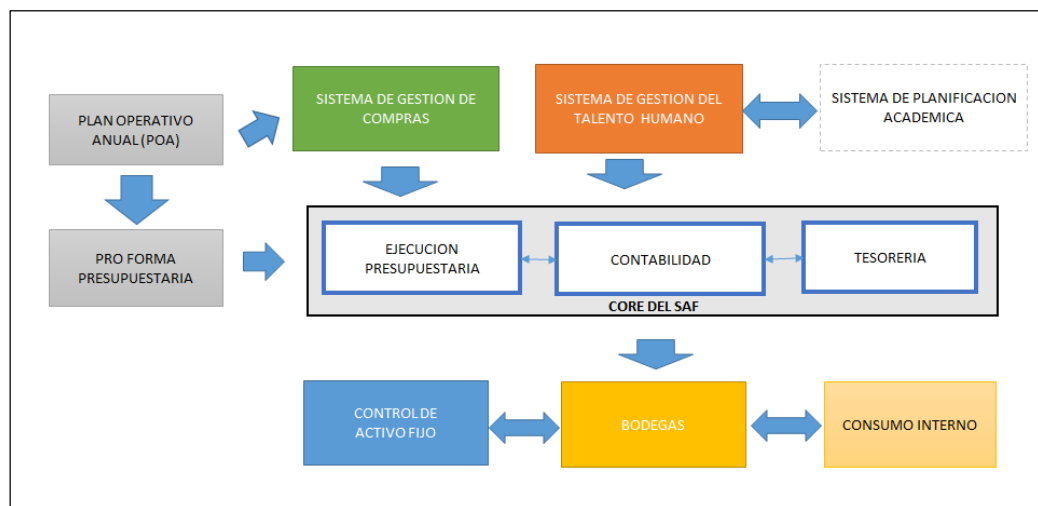 PLAN OPERATIVO
ANUAL (POA)
SISTEMA DE GESTION DE
COMPRAS
SISTEMA DE GESTION DEL
TALENTO HUMANO
SISTEMA DE PLANIFICACION
ACADEMICA
PRO FORMA
PRESUPUESTARIA
EJECUCION
PRESUPUESTARIA
CONTABILIDAD
TESORERIA
CORE DEL SAF
CONTROL DE
ACTIVO FIJO
BODEGAS
CONSUMO INTERNO